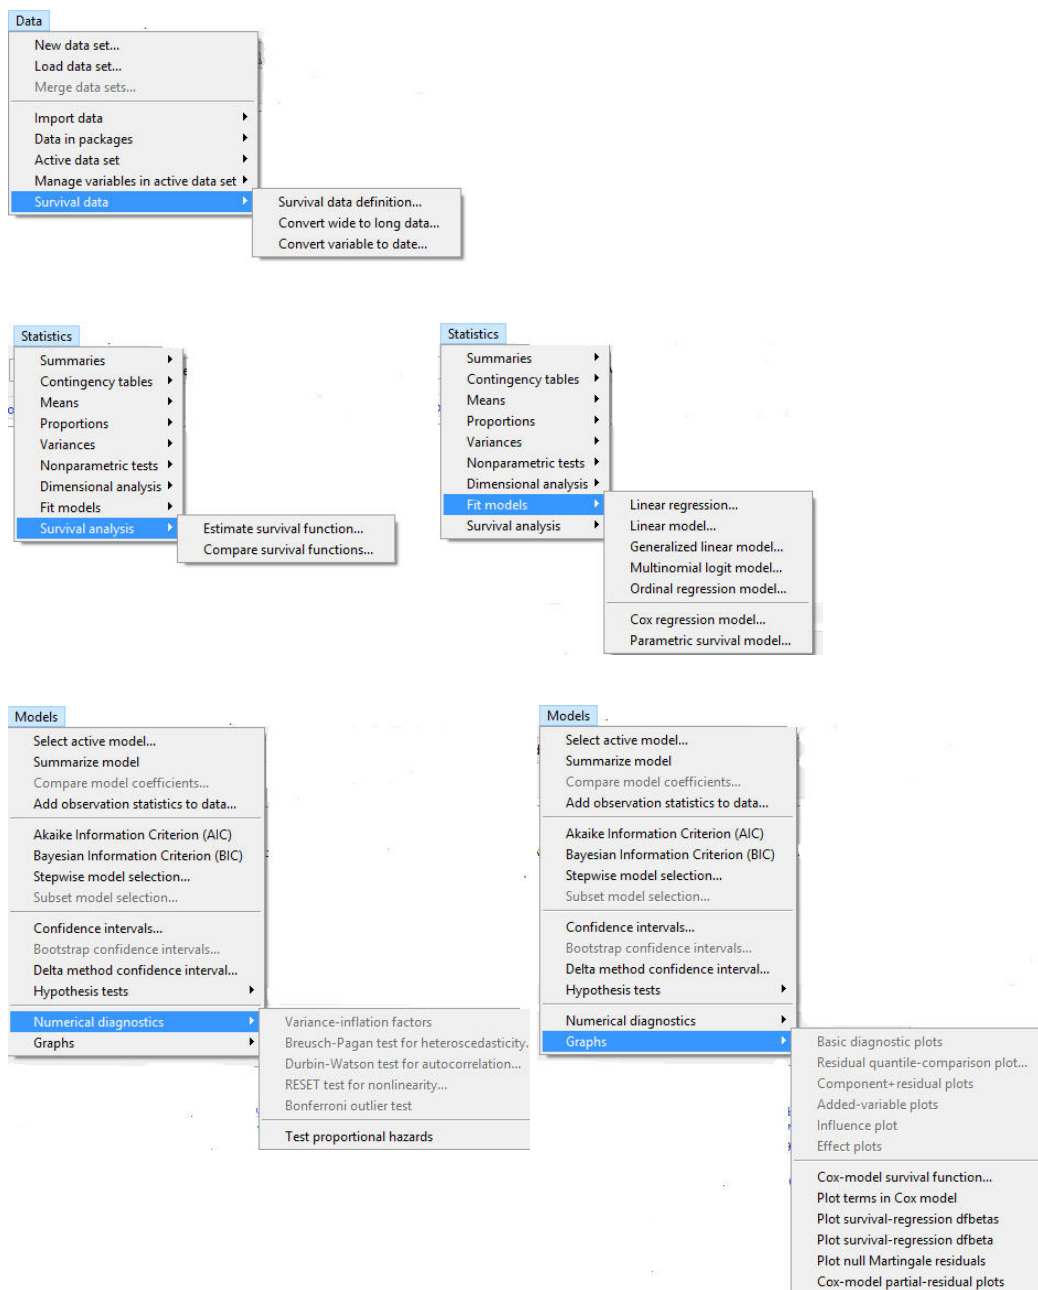 Data
New data set...
Load data set...
Merge data sets...
Import data
Data in packages
Active data set
Manage variables in active data set
Survival data
Survival data definition...
Convert wide to long data...
Convert variable to date...
Statistics
Summaries
Contingency tables
Means
Proportions
Variances
Nonparametric tests
Dimensional analysis
Fit models
Survival analysis
Estimate survival function...
Compare survival functions...
Statistics
Summaries
Contingency tables
Means
Proportions
Variances
Nonparametric tests
Dimensional analysis
Fit models
Survival analysis
Linear regression...
Linear model...
Generalized linear model...
Multinomial logit model...
Ordinal regression model...
Cox regression model...
Parametric survival model...
Models
Select active model...
Summarize model
Compare model coefficients...
Add observation statistics to data...
Akaike Information Criterion (AIC)
Bayesian Information Criterion (BIC)
Stepwise model selection...
Subset model selection...
Confidence intervals...
Bootstrap confidence intervals...
Delta method confidence interval...
Hypothesis tests
Numerical diagnostics
Graphs
Variance-inflation factors
Breusch-Pagan test for heteroscedasticity.
Durbin-Watson test for autocorrelation...
RESET test for nonlinearity...
Bonferroni outlier test
Test proportional hazards
Models
Select active model...
Summarize model
Compare model coefficients...
Add observation statistics to data...
Akaike Information Criterion (AIC)
Bayesian Information Criterion (BIC)
Stepwise model selection...
Subset model selection...
Confidence intervals...
Bootstrap confidence intervals...
Delta method confidence interval...
Hypothesis tests
Numerical diagnostics
Graphs
Basic diagnostic plots
Residual quantile-comparison plot...
Component+residual plots
Added-variable plots
Influence plot
Effect plots
Cox-model survival function...
Plot terms in Cox model
Plot survival-regression dfbetas
Plot survival-regression dfbeta
Plot null Martingale residuals
Cox-model partial-residual plots